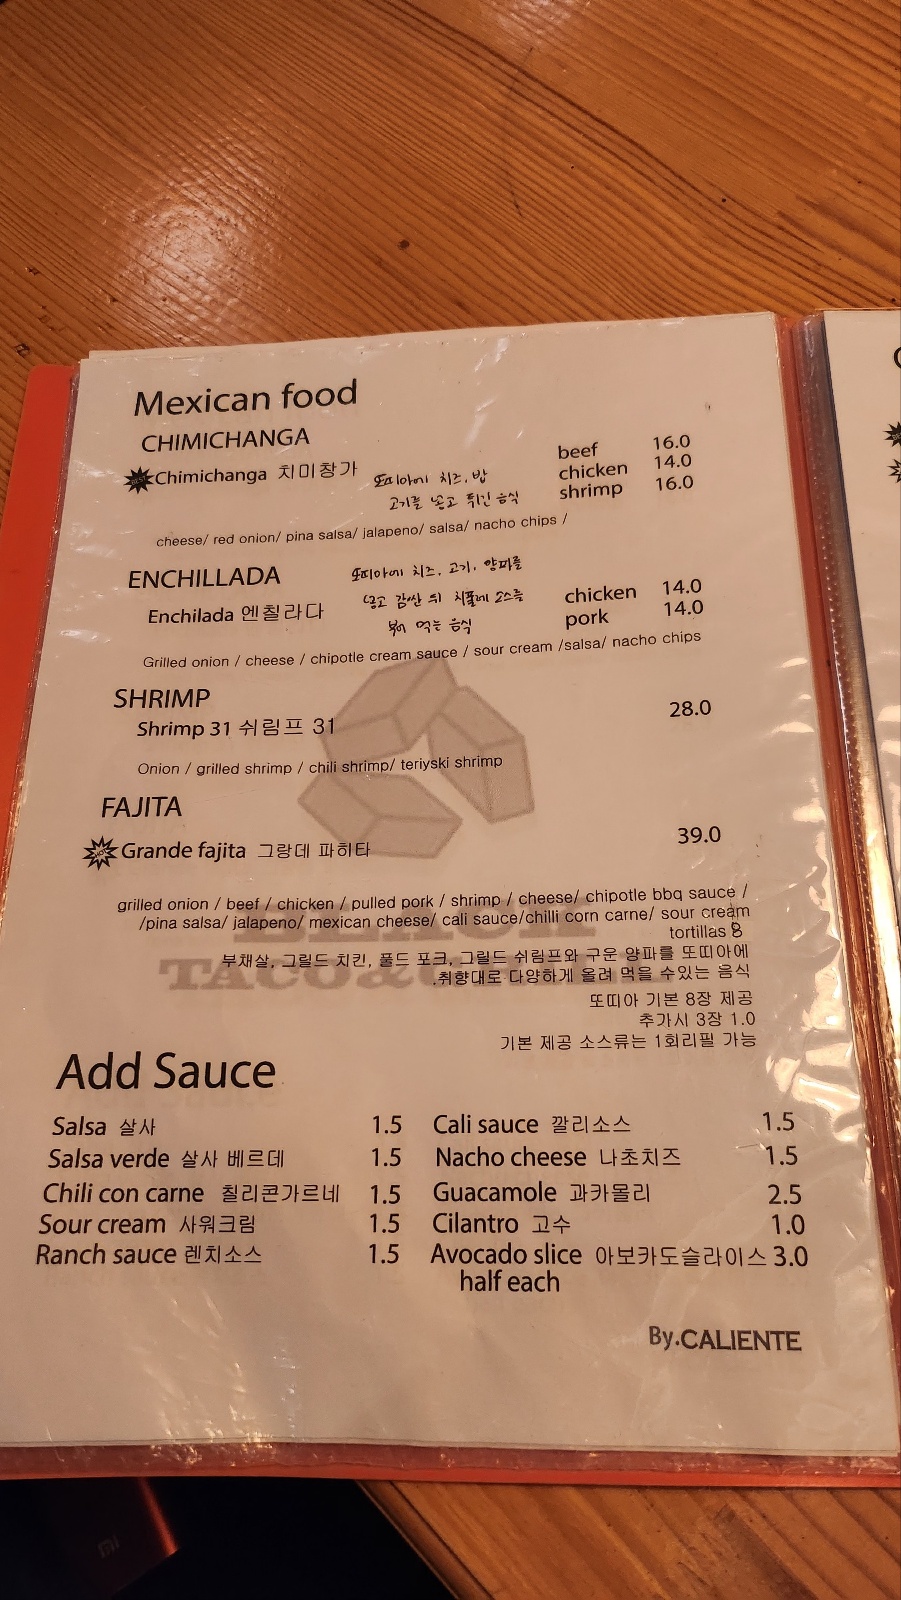 Mexican food
CHIMICHANGA
Chimichanga 치미창가
또띠아에 치즈, 밥
고기를 넣고 튀긴 음식
beef 16.0
chicken 14.0
shrimp 16.0
cheese/ red onion/ pina salsa/ jalapeno/ salsa/ nacho chips /
ENCHILLADA
Enchilada 엔칠라다
또띠아에 치즈, 고기, 양파를
넣고 감싼 뒤 치폴레 소스를
부어 먹는 음식
chicken 14.0
pork 14.0
Grilled onion / cheese / chipotle cream sauce / sour cream /salsa/ nacho chips
SHRIMP
Shrimp 31 쉬림프 31 28.0
Onion / grilled shrimp / chili shrimp/ teriyski shrimp
FAJITA
HOT Grande fajita 그랑데 파히타 39.0
grilled onion / beef / chicken / pulled pork / shrimp / cheese/ chipotle bbq sauce /
/pina salsa/ jalapeno/ mexican cheese/ cali sauce/chilli corn carne/ sour cream
tortillas 8
부채살, 그릴드 치킨, 풀드 포크, 그릴드 쉬림프와 구운 양파를 또띠아에
.취향대로 다양하게 올려 먹을 수있는 음식
또띠아 기본 8장 제공
추가시 3장 1.0
기본 제공 소스류는 1회리필 가능
TACO&
Add Sauce
Salsa 살사 1.5
Salsa verde 살사 베르데 1.5
Chili con carne 칠리콘가르네 1.5
Sour cream 사워크림 1.5
Ranch sauce 렌치소스 1.5
Cali sauce 깔리소스 1.5
Nacho cheese 나초치즈 1.5
Guacamole 과카몰리 2.5
Cilantro 고수 1.0
Avocado slice 아보카도슬라이스 3.0
half each
By.CALIENTE
mi